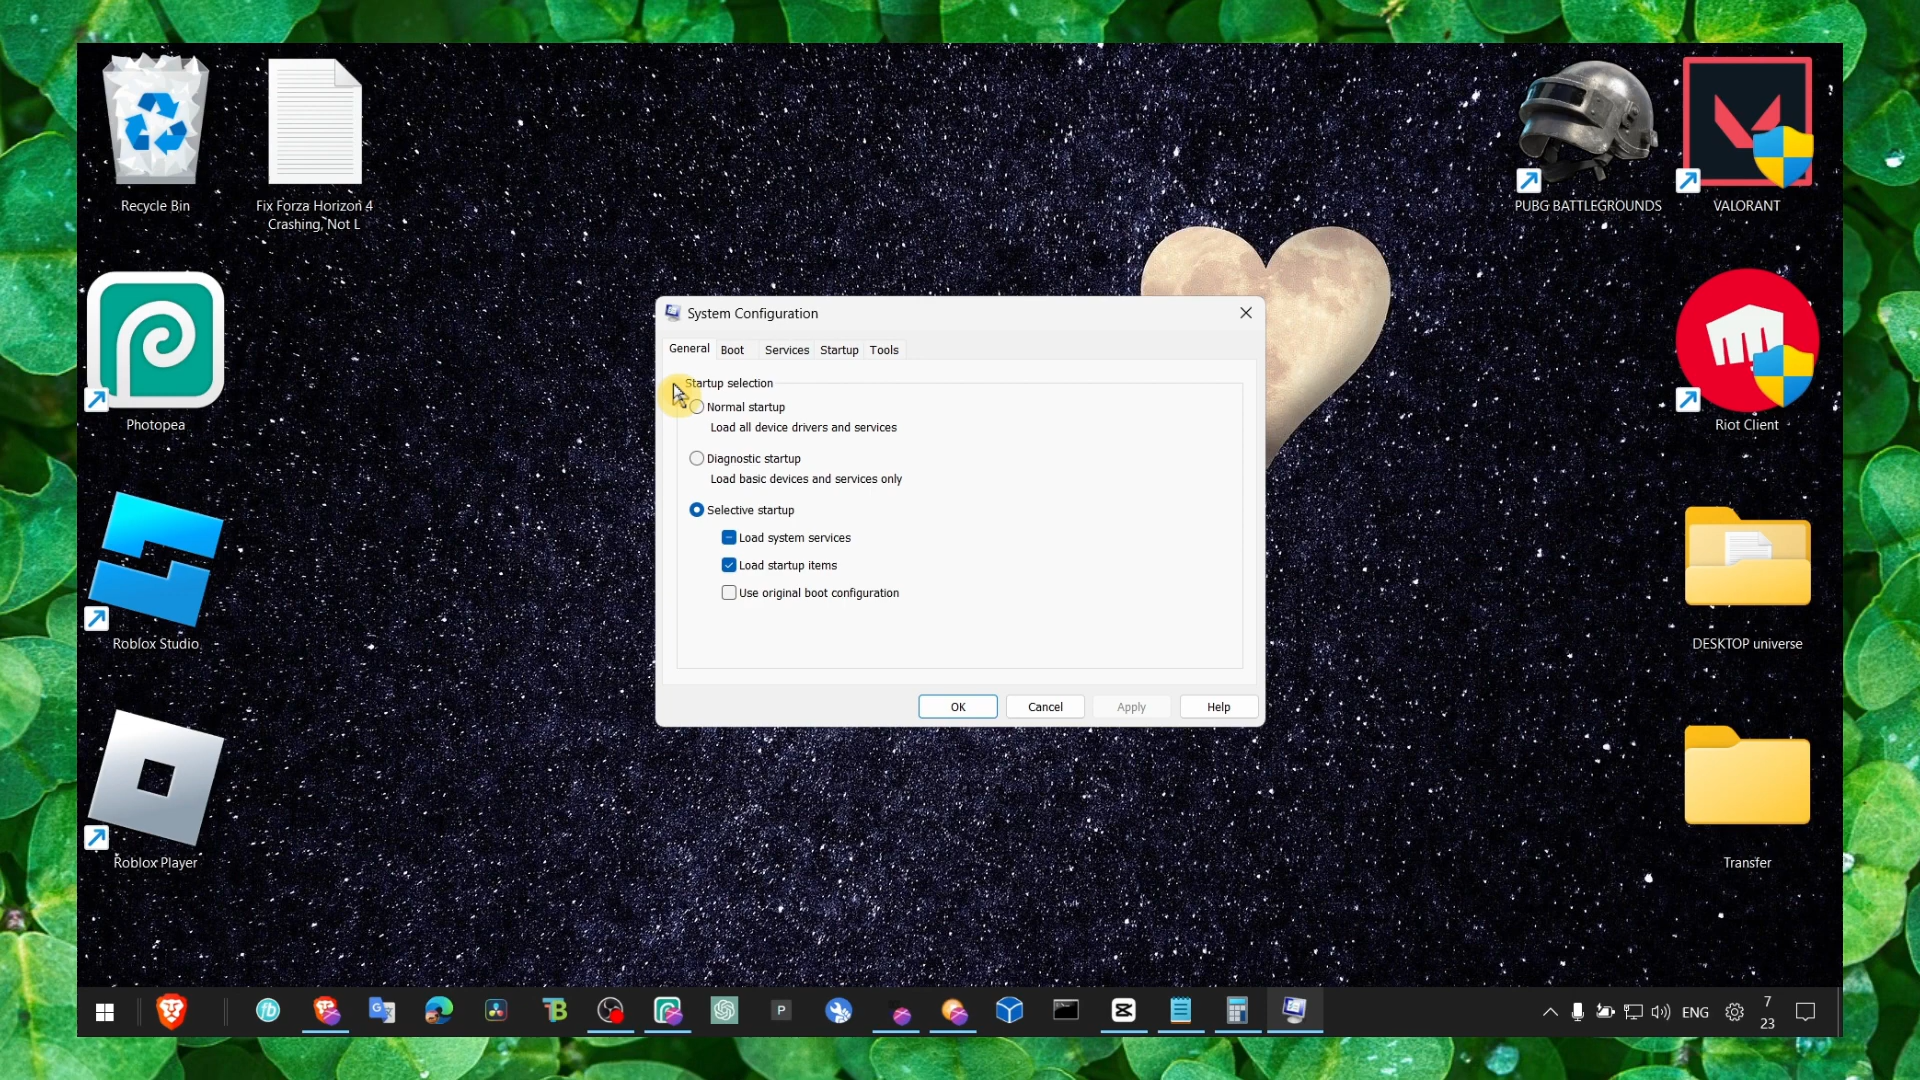 Recycle Bin
Fix Forza Horizon 4
Crashing, Not L
PUBG BATTLEGROUNDS
VALORANT
System Configuration
General
Boot
Services
Startup
Tools
Startup selection
Normal startup
Load all device drivers and services
Diagnostic startup
Load basic devices and services only
Selective startup
Load system services
Load startup items
Use original boot configuration
OK
Cancel
Apply
Help
Photopea
Riot Client
Roblox Studio
DESKTOP universe
Roblox Player
Transfer
fb
G
TB
P
ENG
7
23